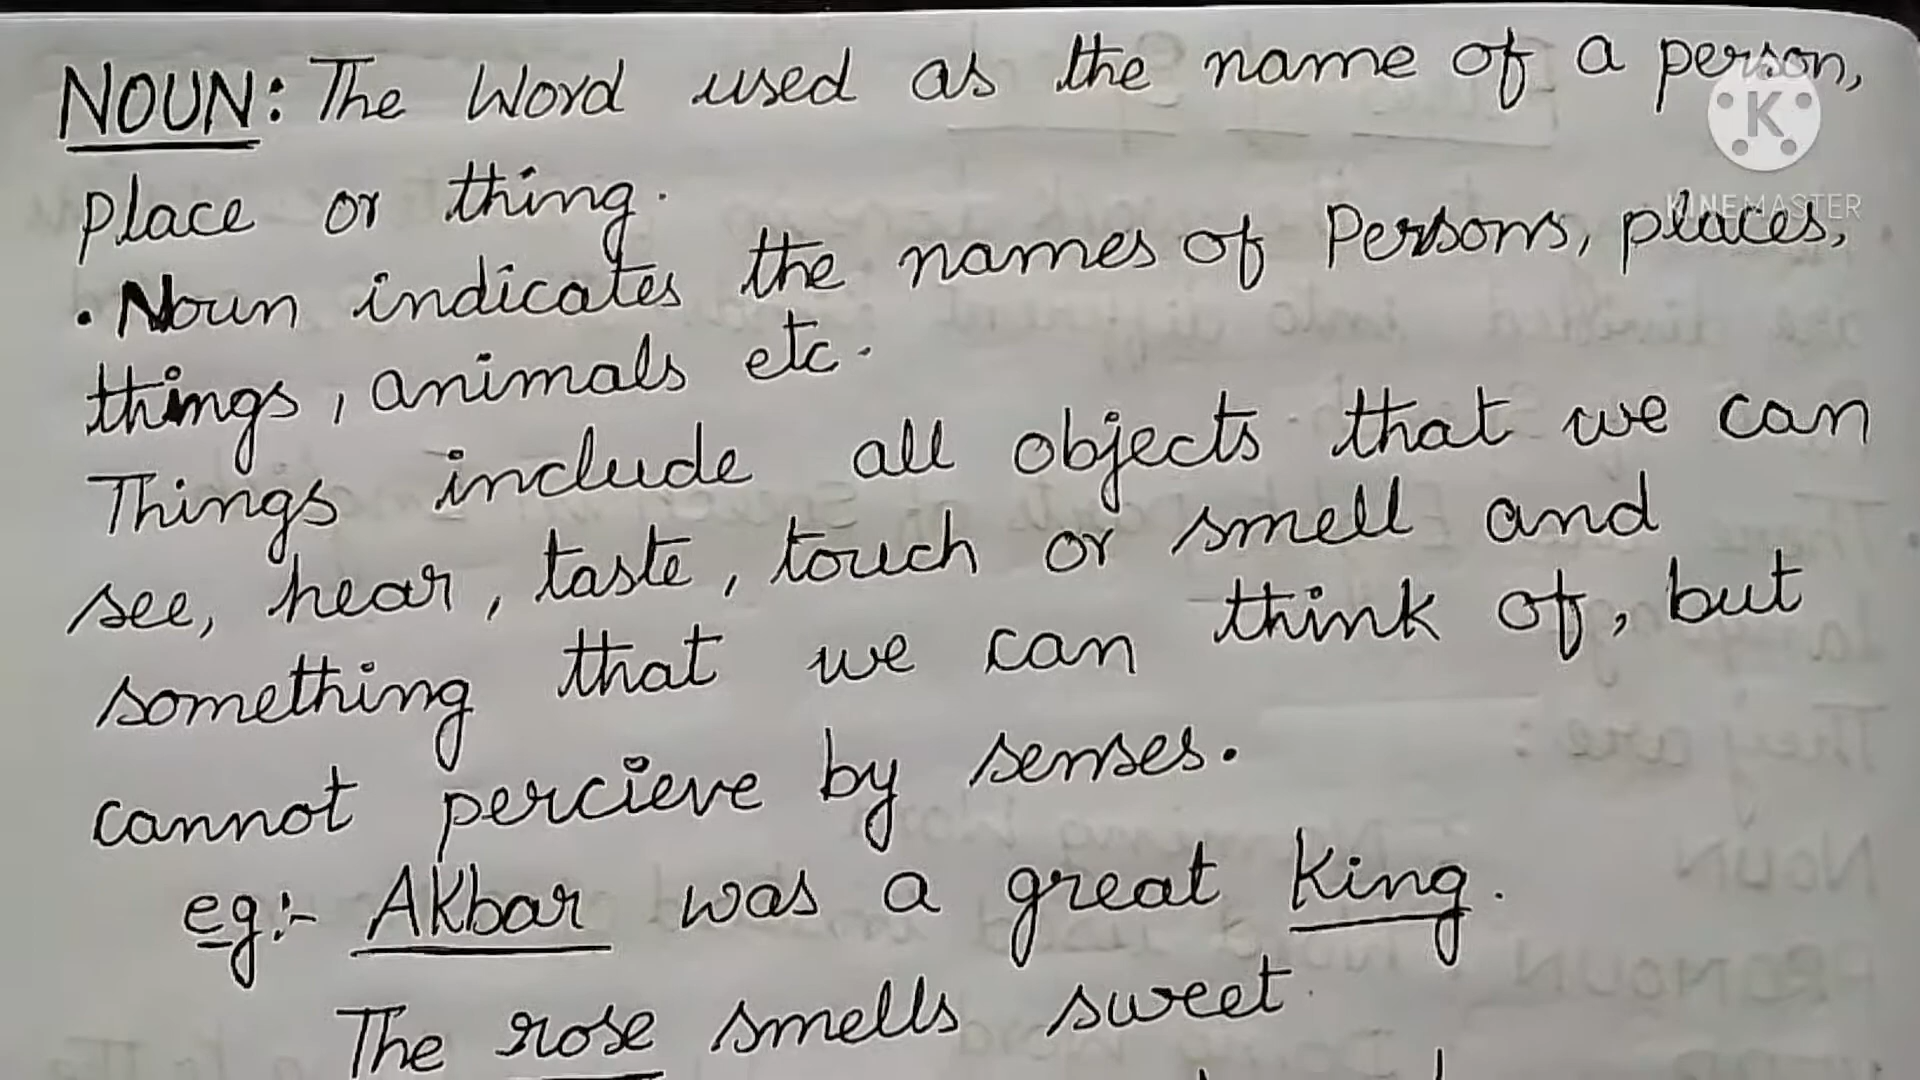 NOUN: The Word used as the name of a person,
place or thing.
• Noun indicates the names of Persons, places,
things, animals etc.
Things include all objects that we can
see, hear, taste, touch or smell and
something that we can think of, but
cannot percieve by senses.
eg:- Akbar was a great king.
The rose smells sweet.
K
KINEMASTER